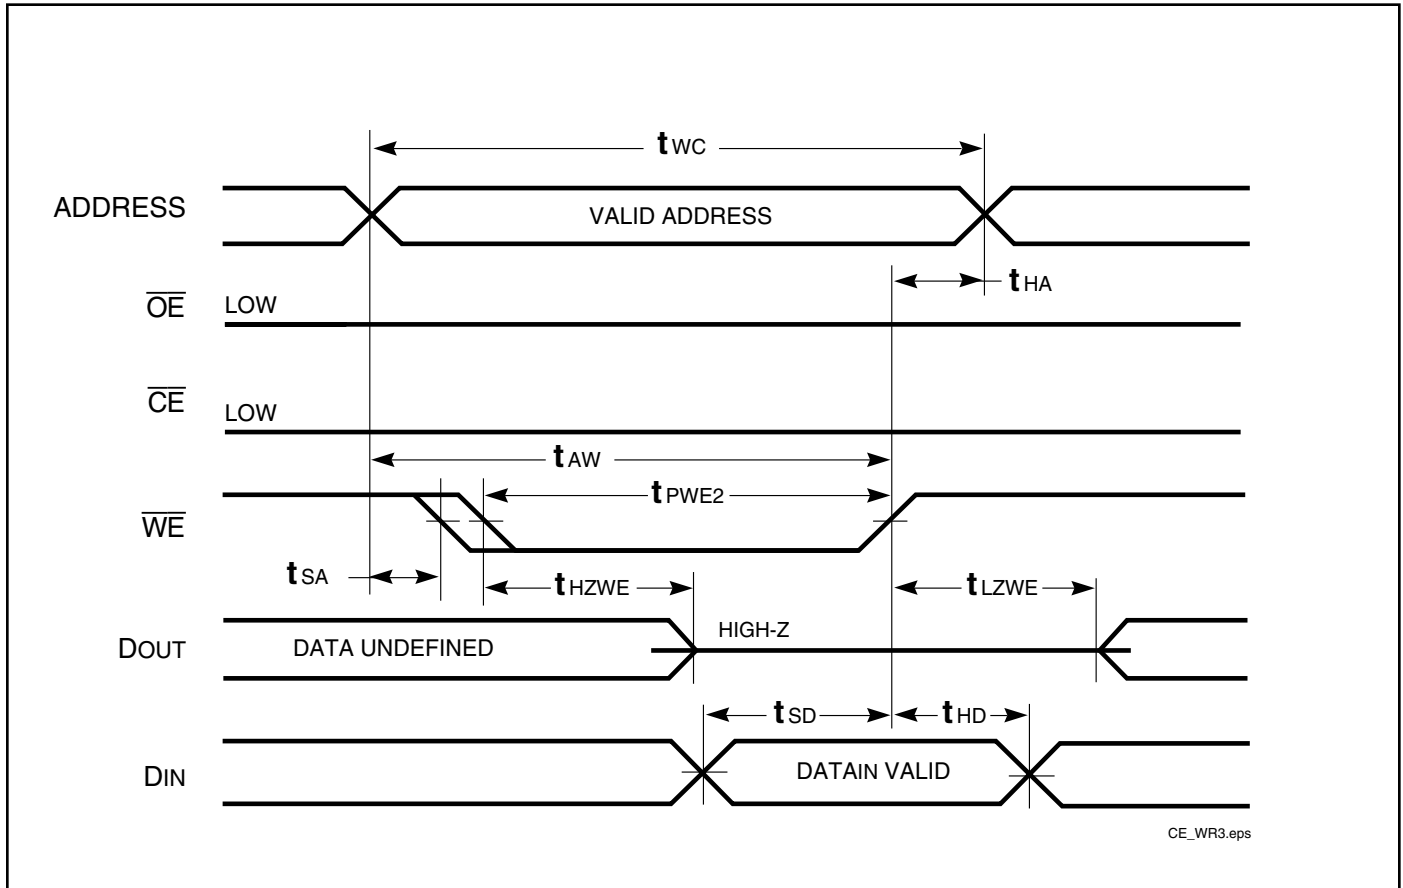 tWC
ADDRESS
VALID ADDRESS
tHA
OE
LOW
CE
LOW
tAW
tPWE2
WE
tSA
tHZWE
tLZWE
DOUT
DATA UNDEFINED
HIGH-Z
tSD
tHD
DIN
DATAIN VALID
CE_WR3.eps